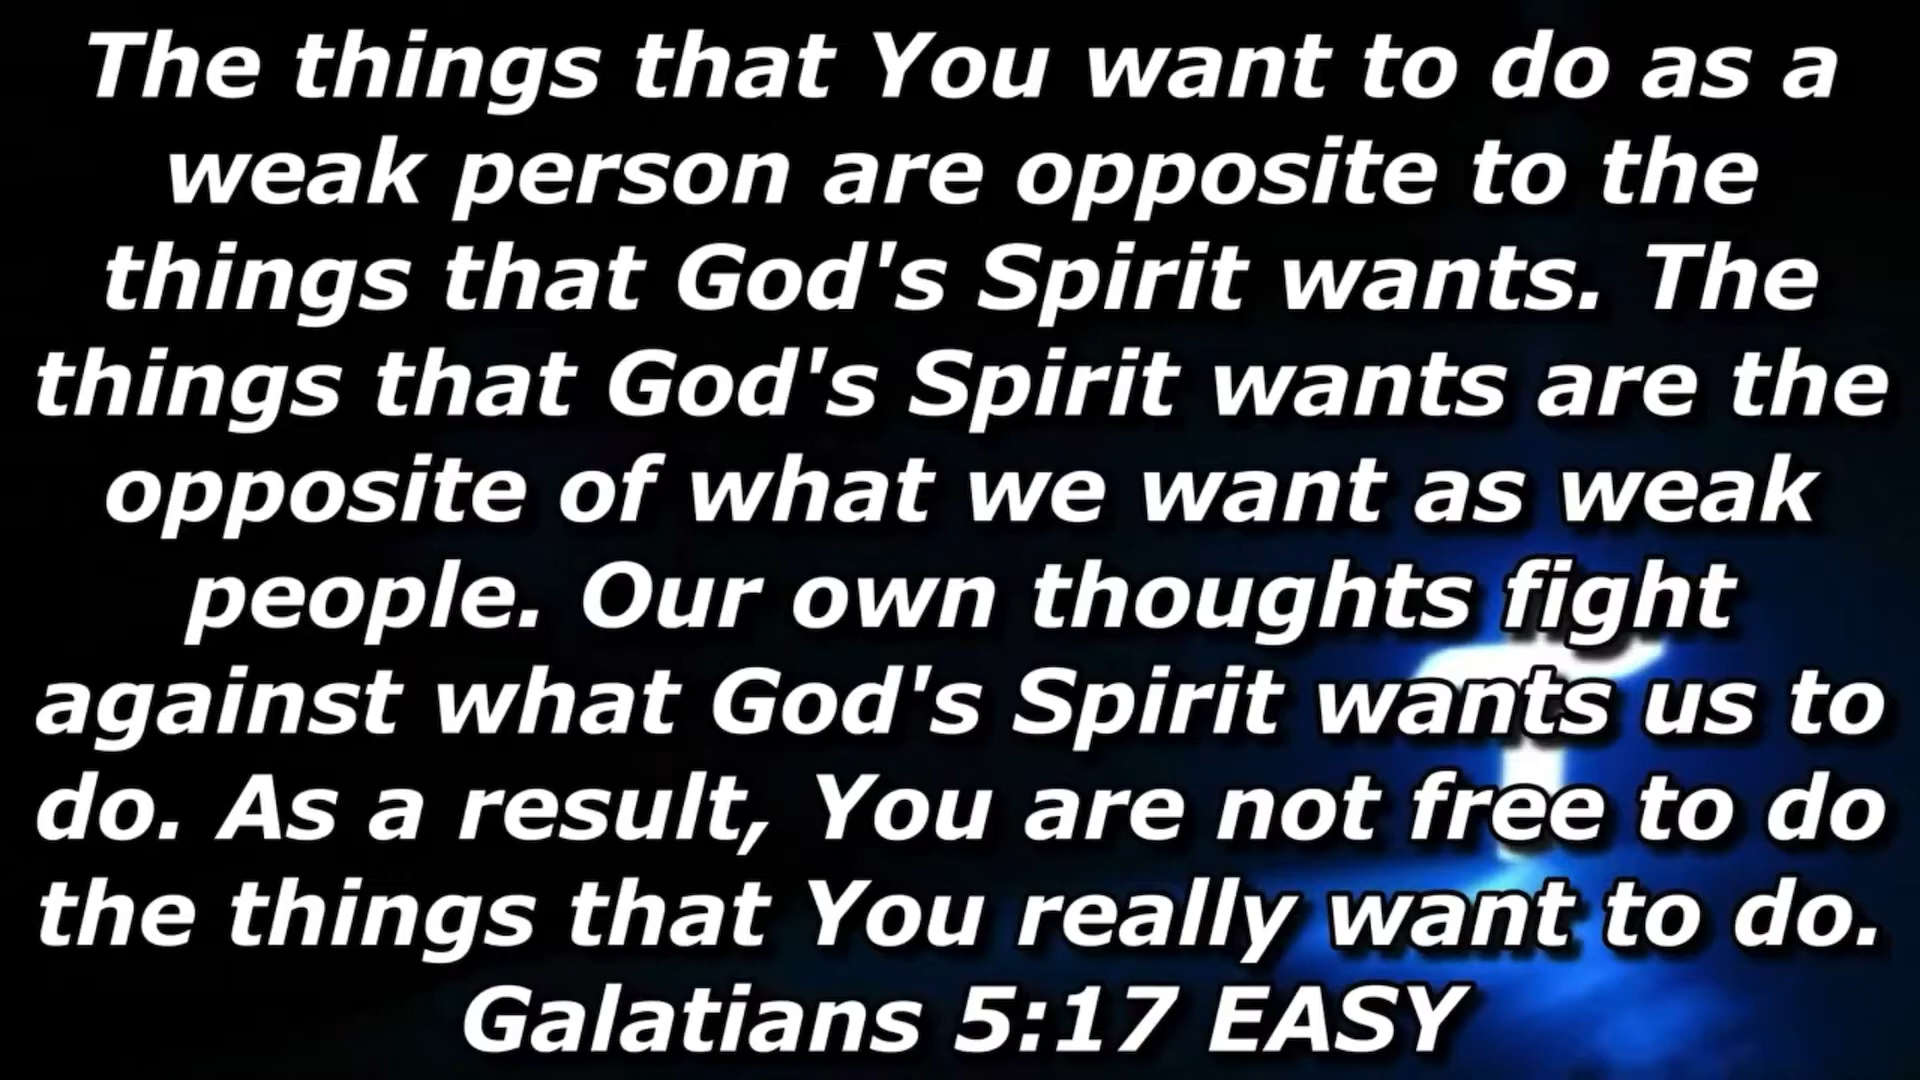 The things that You want to do as a
weak person are opposite to the
things that God's Spirit wants. The
things that God's Spirit wants are the
opposite of what we want as weak
people. Our own thoughts fight
against what God's Spirit wants us to
do. As a result, You are not free to do
the things that You really want to do.
Galatians 5:17 EASY